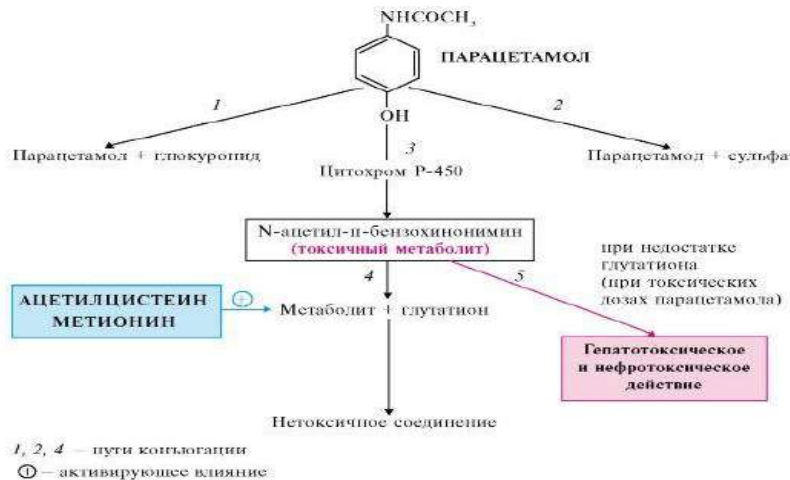 NHCOCH3
ПАРАЦЕТАМОЛ
1
2
OH
3
Парацетамол + глюкуропид
Парацетамол + сульфат
Цитохром Р-450
N-ацетил-п-бензохинонимин
(токсичный метаболит)
4
5
при недостатке
глутатиона
(при токсических
дозах парацетамола)
АЦЕТИЛЦИСТЕИН
МЕТИОНИН
+
Метаболит + глутатион
Гепатотоксическое
и нефротоксическое
действие
Нетоксичное соединение
1, 2, 4 – пути конъюгации
– активирующее влияние